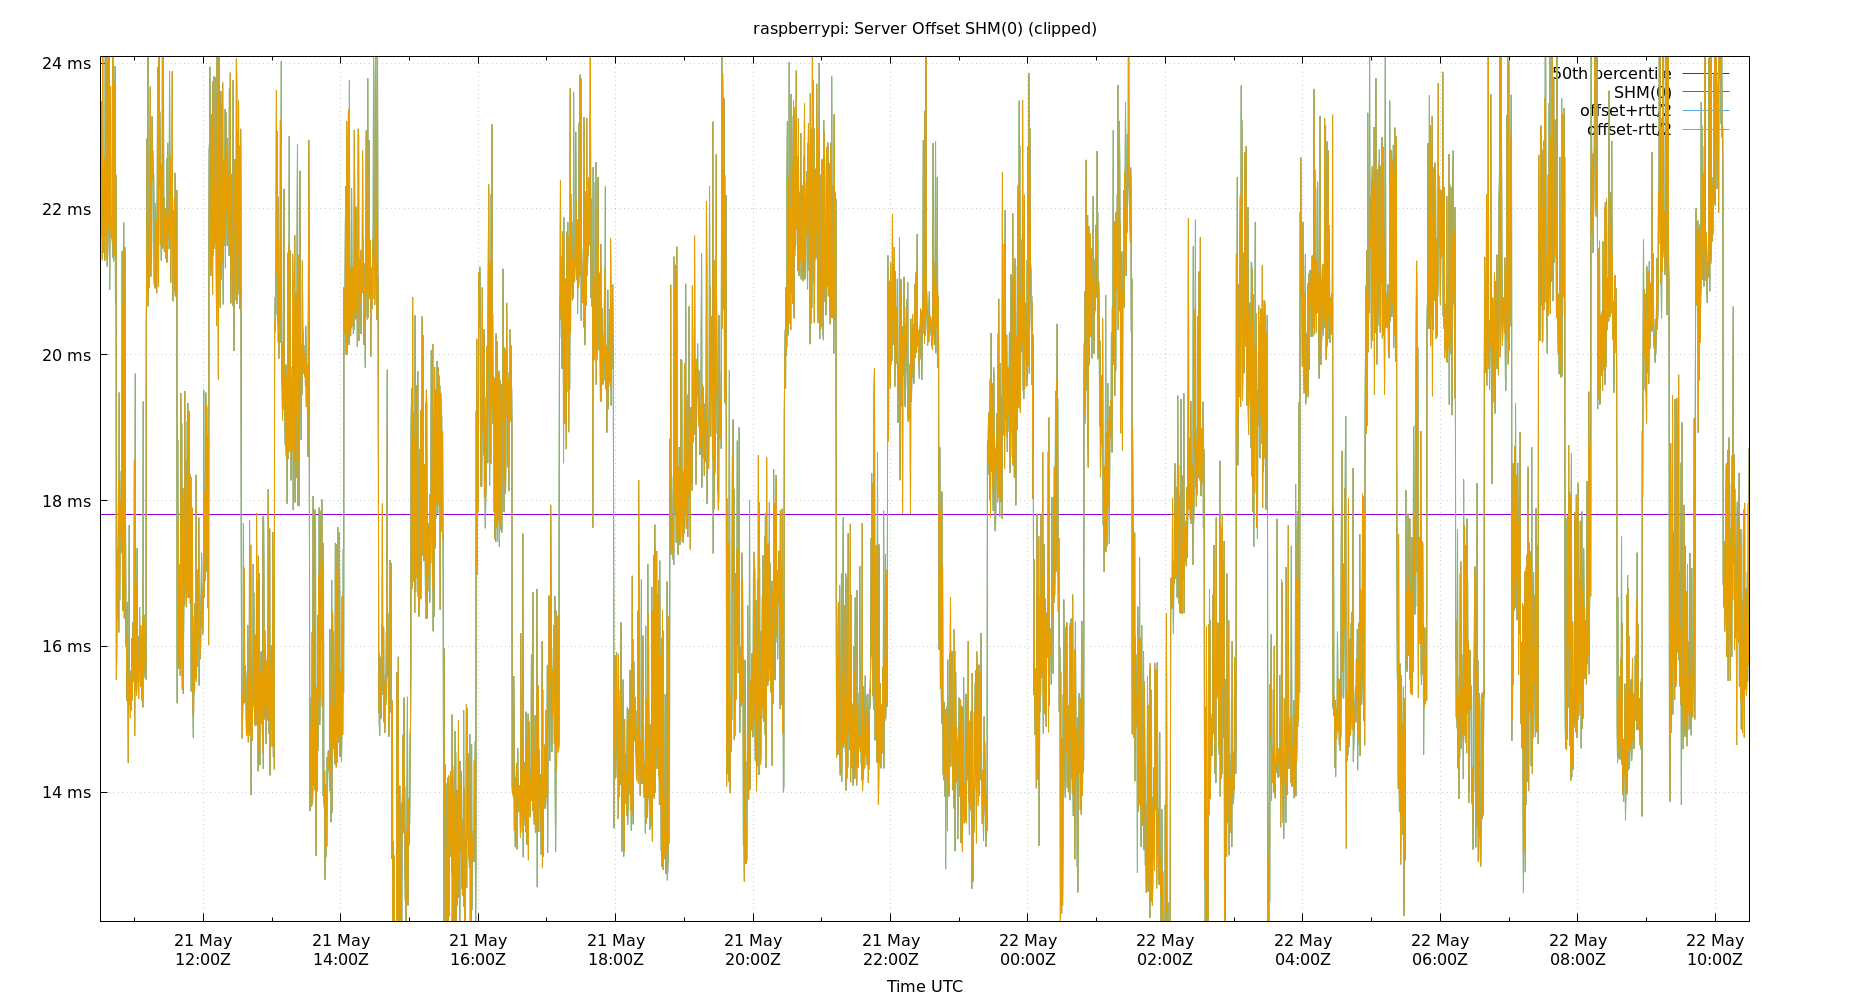 raspberrypi: Server Offset SHM(0) (clipped)
24 ms
22 ms
20 ms
18 ms
16 ms
14 ms
50th percentile
SHM(0)
offset+rtt/2
offset-rtt/2
21 May 21 May 21 May 21 May 21 May 21 May 22 May 22 May 22 May 22 May 22 May 22 May
12:00Z 14:00Z 16:00Z 18:00Z 20:00Z 22:00Z 00:00Z 02:00Z 04:00Z 06:00Z 08:00Z 10:00Z
Time UTC